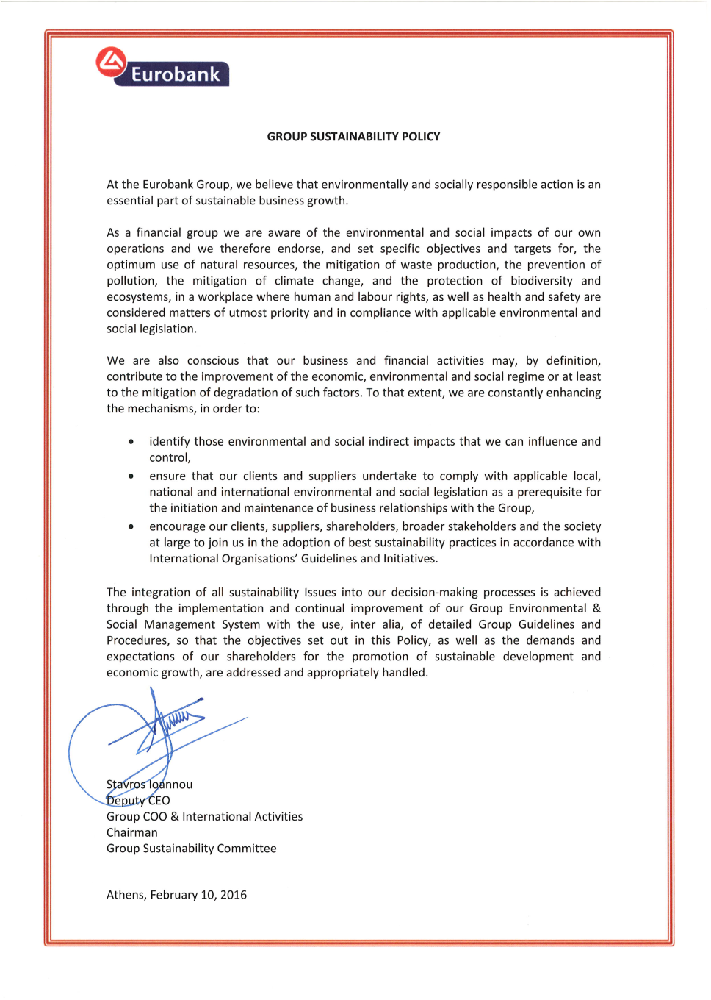 Eurobank
GROUP SUSTAINABILITY POLICY
At the Eurobank Group, we believe that environmentally and socially responsible action is an
essential part of sustainable business growth.
As a financial group we are aware of the environmental and social impacts of our own
operations and we therefore endorse, and set specific objectives and targets for, the
optimum use of natural resources, the mitigation of waste production, the prevention of
pollution, the mitigation of climate change, and the protection of biodiversity and
ecosystems, in a workplace where human and labour rights, as well as health and safety are
considered matters of utmost priority and in compliance with applicable environmental and
social legislation.
We are also conscious that our business and financial activities may, by definition,
contribute to the improvement of the economic, environmental and social regime or at least
to the mitigation of degradation of such factors. To that extent, we are constantly enhancing
the mechanisms, in order to:
• identify those environmental and social indirect impacts that we can influence and
control,
• ensure that our clients and suppliers undertake to comply with applicable local,
national and international environmental and social legislation as a prerequisite for
the initiation and maintenance of business relationships with the Group,
• encourage our clients, suppliers, shareholders, broader stakeholders and the society
at large to join us in the adoption of best sustainability practices in accordance with
International Organisations’ Guidelines and Initiatives.
The integration of all sustainability Issues into our decision-making processes is achieved
through the implementation and continual improvement of our Group Environmental &
Social Management System with the use, inter alia, of detailed Group Guidelines and
Procedures, so that the objectives set out in this Policy, as well as the demands and
expectations of our shareholders for the promotion of sustainable development and
economic growth, are addressed and appropriately handled.
Stavros Ioannou
Deputy CEO
Group COO & International Activities
Chairman
Group Sustainability Committee
Athens, February 10, 2016